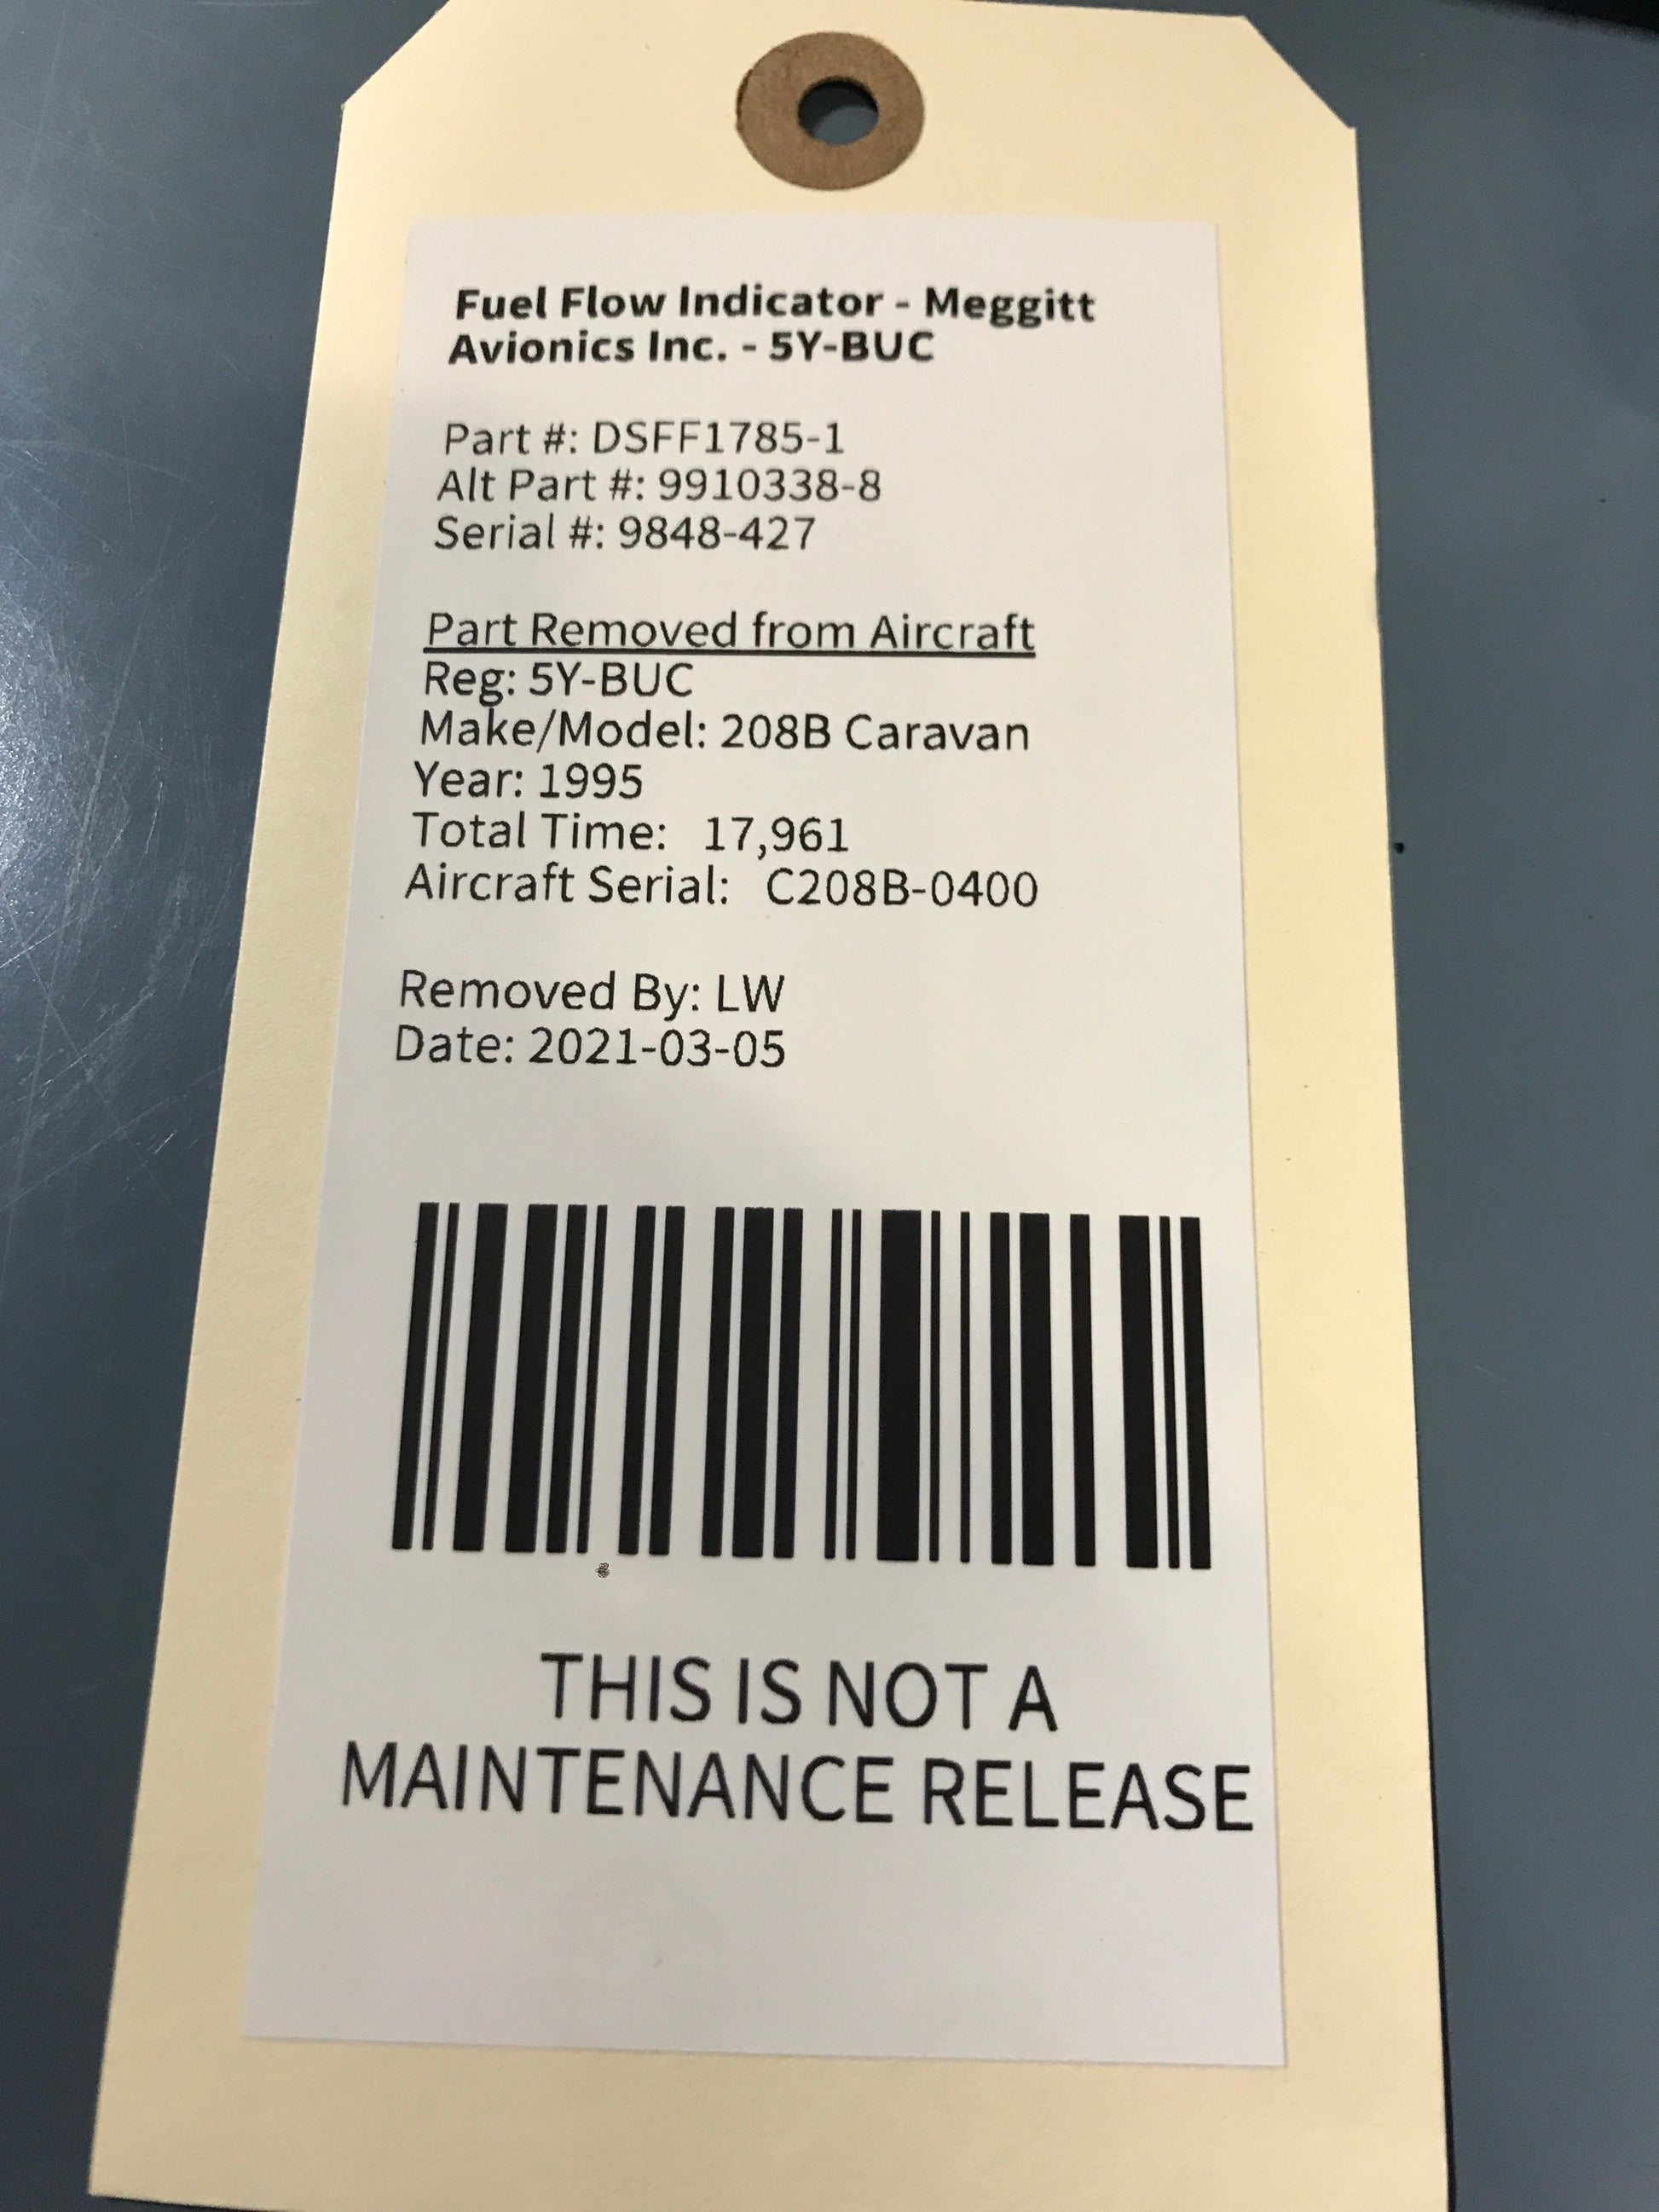 Fuel Flow Indicator - Meggitt
Avionics Inc. - 5Y-BUC
Part #: DSFF1785-1
Alt Part #: 9910338-8
Serial #: 9848-427
Part Removed from Aircraft
Reg: 5Y-BUC
Make/Model: 208B Caravan
Year: 1995
Total Time: 17,961
Aircraft Serial: C208B-0400
Removed By: LW
Date: 2021-03-05
THIS IS NOT A
MAINTENANCE RELEASE